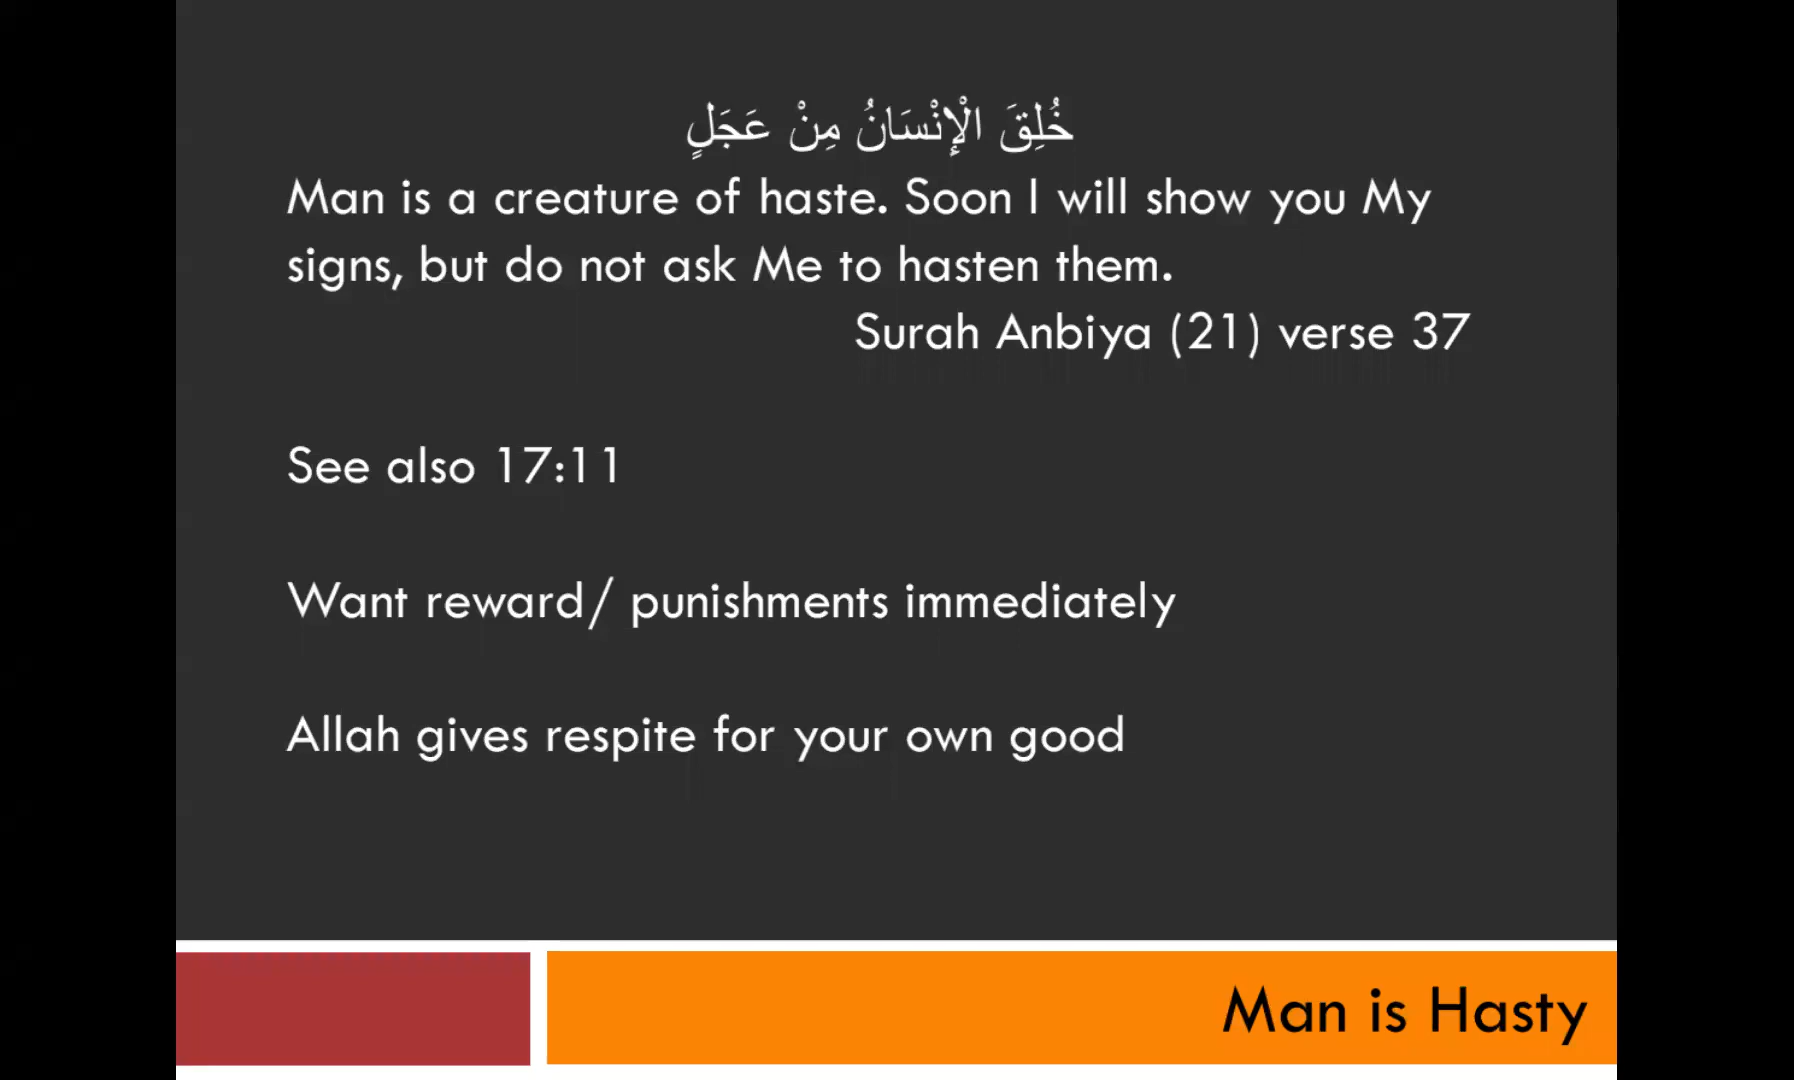 خُلِقَ الْإِنْسَانُ مِنْ عَجَلٍ
Man is a creature of haste. Soon I will show you My
signs, but do not ask Me to hasten them.
Surah Anbiya (21) verse 37
See also 17:11
Want reward/ punishments immediately
Allah gives respite for your own good
Man is Hasty